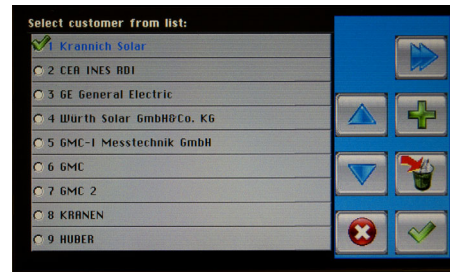 Select customer from list:
1 Krannich Solar
2 CEA INES RDI
3 GE General Electric
4 Würth Solar GmbH&Co. KG
5 GMC-I Messtechnik GmbH
6 GMC
7 GMC 2
8 KRANEN
9 HUBER